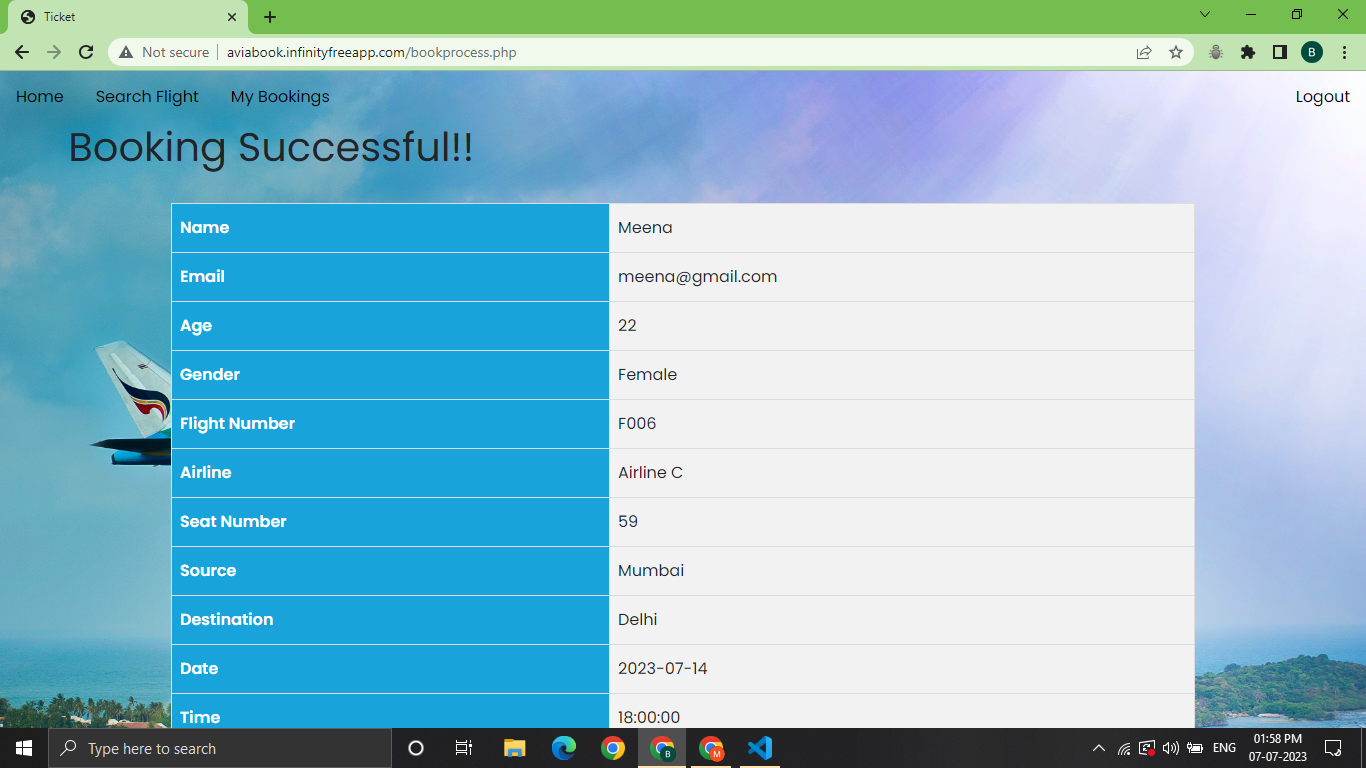 Ticket
Not secure aviabook.infinityfreeapp.com/bookprocess.php
B
Home Search Flight My Bookings Logout
Booking Successful!!
Name Meena
Email meena@gmail.com
Age 22
Gender Female
Flight Number F006
Airline Airline C
Seat Number 59
Source Mumbai
Destination Delhi
Date 2023-07-14
Time 18:00:00
Type here to search
B
M
ENG
01:58 PM
07-07-2023